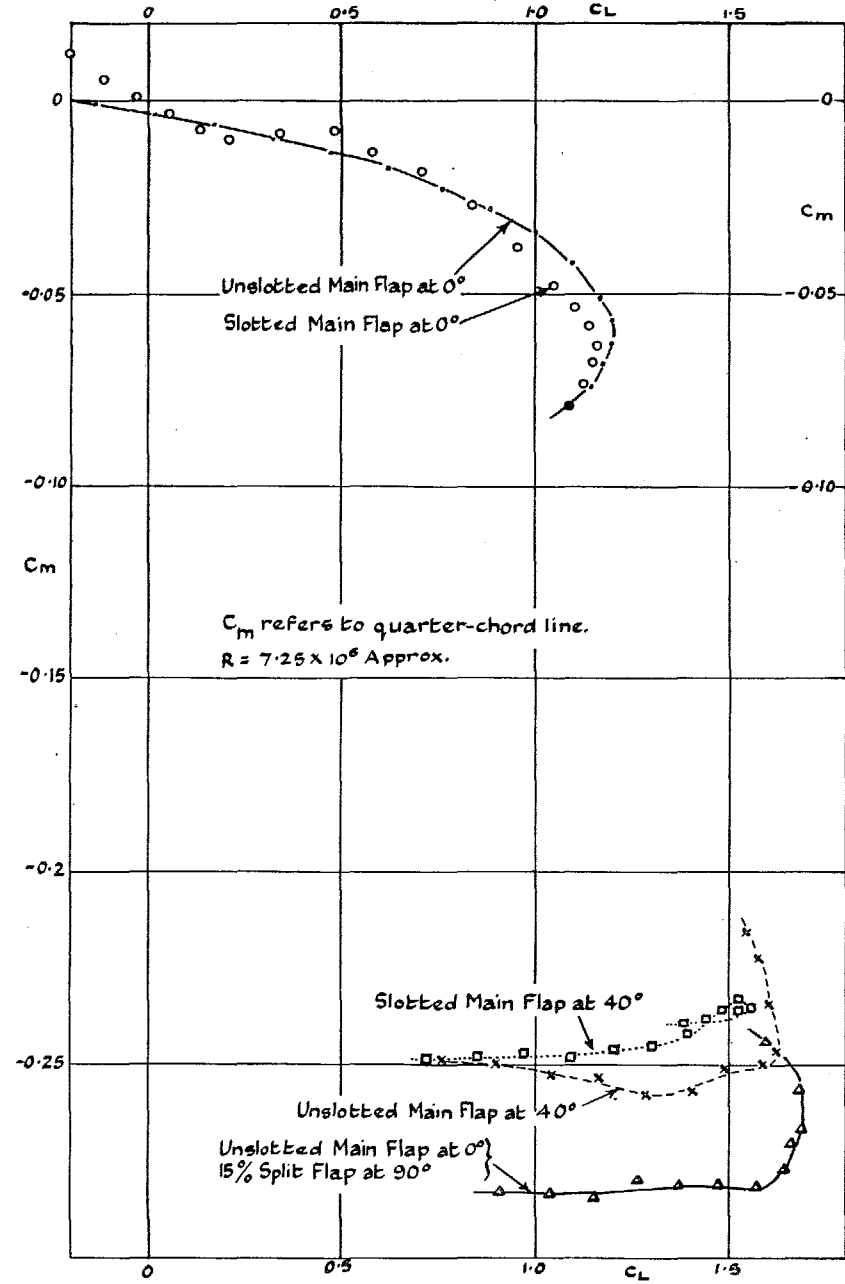 0 0.5 1.0 CL 1.5
0 0
Cm
Unslotted Main Flap at 0°
-0.05 -0.05
Slotted Main Flap at 0°
-0.10 -0.10
Cm
Cm refers to quarter-chord line.
R = 7.25 × 10⁶ Approx.
-0.15
-0.2
Slotted Main Flap at 40°
-0.25
Unslotted Main Flap at 40°
Unslotted Main Flap at 0°}
15% Split Flap at 90°
0 0.5 1.0 CL 1.5